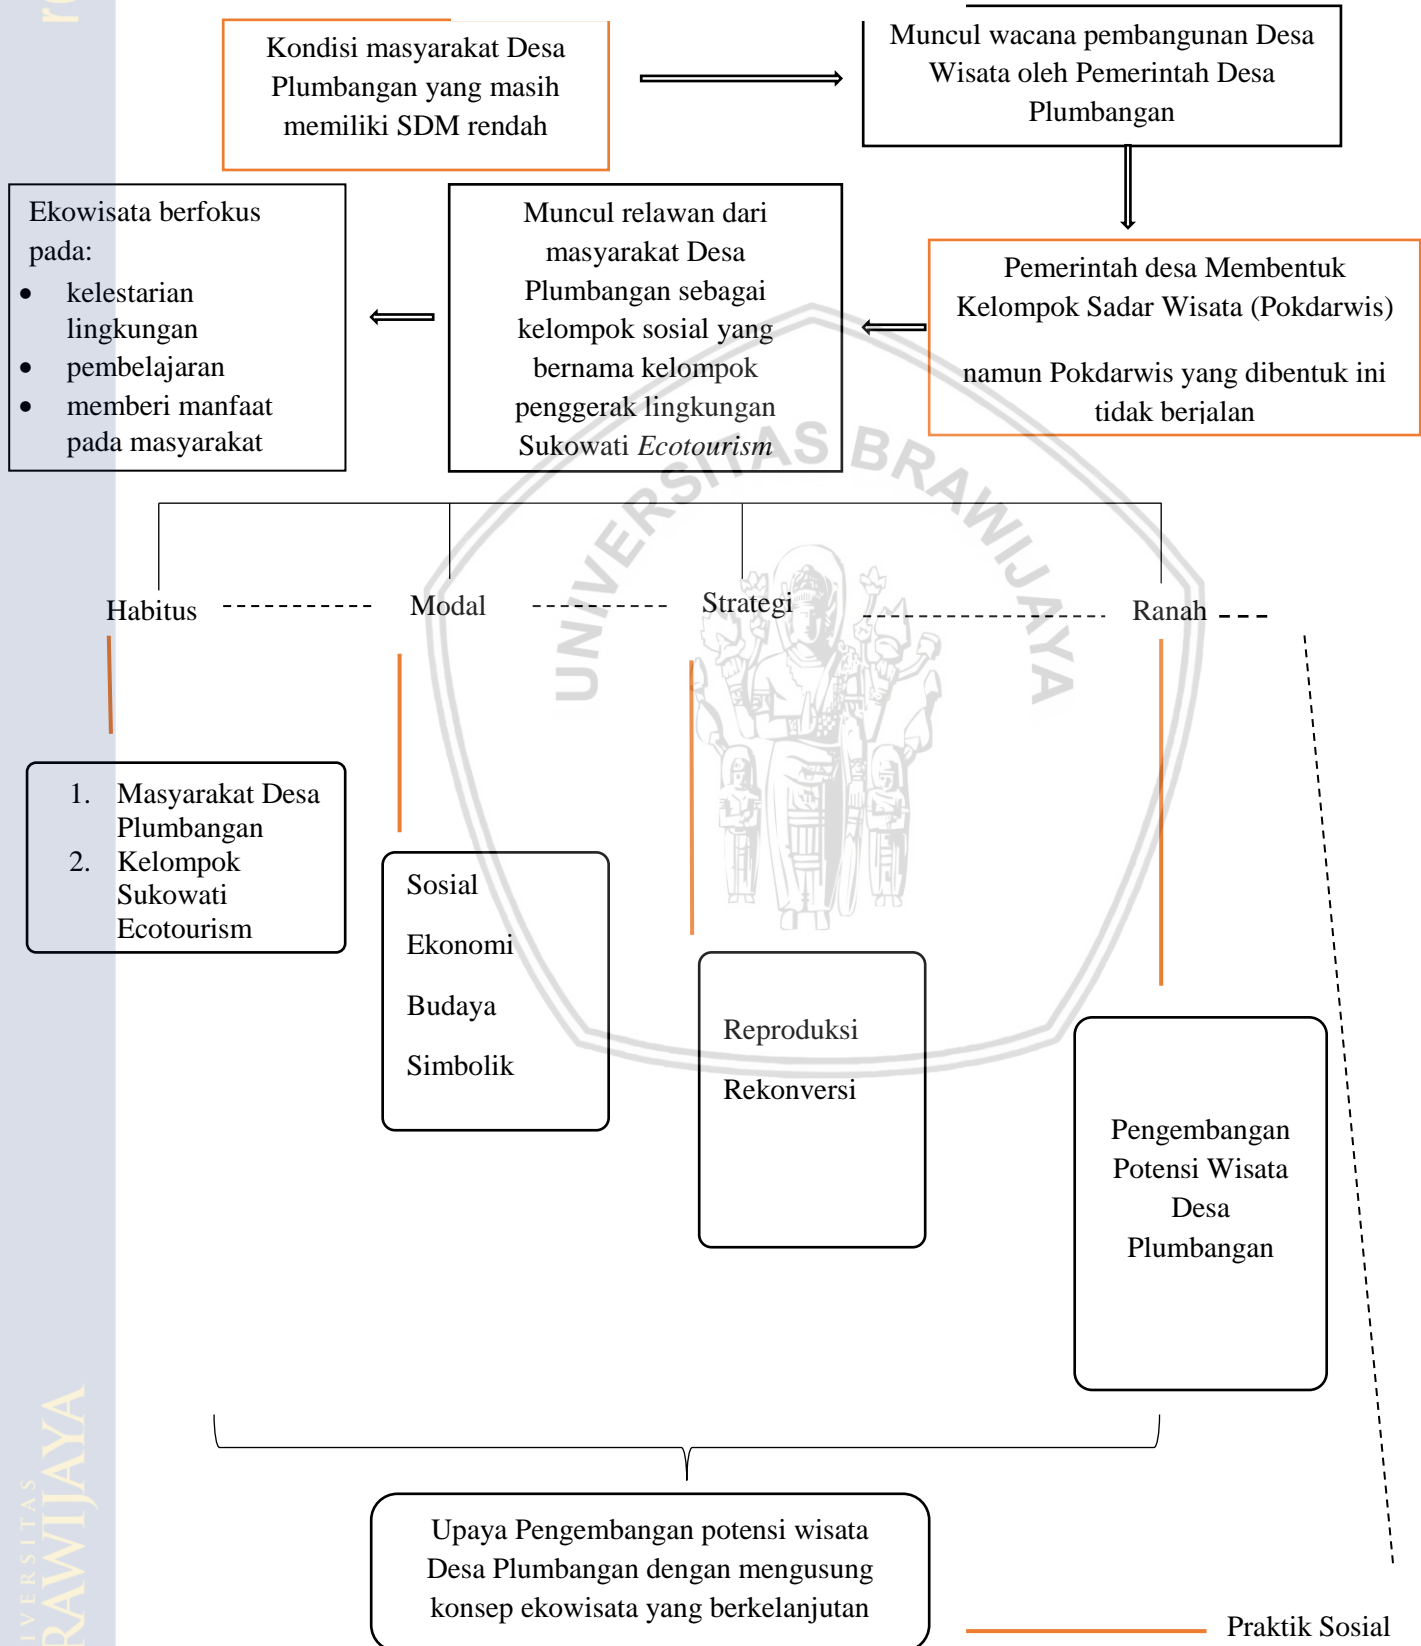 Kondisi masyarakat Desa
Plumbangan yang masih
memiliki SDM rendah
Muncul wacana pembangunan Desa
Wisata oleh Pemerintah Desa
Plumbangan
Ekowisata berfokus
pada:
• kelestarian
lingkungan
• pembelajaran
• memberi manfaat
pada masyarakat
Muncul relawan dari
masyarakat Desa
Plumbangan sebagai
kelompok sosial yang
bernama kelompok
penggerak lingkungan
Sukowati Ecotourism
Pemerintah desa Membentuk
Kelompok Sadar Wisata (Pokdarwis)
namun Pokdarwis yang dibentuk ini
tidak berjalan
UNIVERSITAS BRAWIJAYA
Habitus
Modal
Strategi
Ranah
1. Masyarakat Desa
Plumbangan
2. Kelompok
Sukowati
Ecotourism
Sosial
Ekonomi
Budaya
Simbolik
Reproduksi
Rekonversi
Pengembangan
Potensi Wisata
Desa
Plumbangan
Upaya Pengembangan potensi wisata
Desa Plumbangan dengan mengusung
konsep ekowisata yang berkelanjutan
Praktik Sosial
IVERSITAS
RAWIJAYA